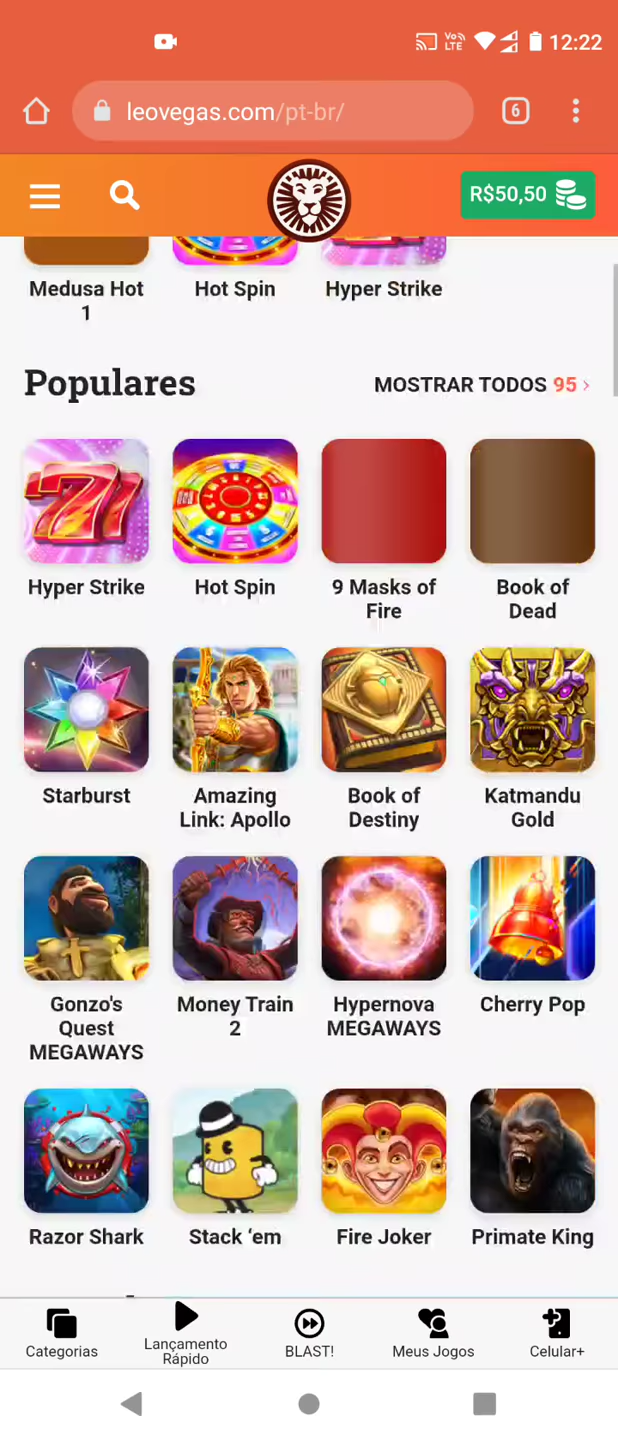 Vo))
LTE
12:22
leovegas.com/pt-br/
6
R$50,50
Medusa Hot
1
Hot Spin
Hyper Strike
Populares
MOSTRAR TODOS 95 >
Hyper Strike
Hot Spin
9 Masks of
Fire
Book of
Dead
Starburst
Amazing
Link: Apollo
Book of
Destiny
Katmandu
Gold
Gonzo's
Quest
MEGAWAYS
Money Train
2
Hypernova
MEGAWAYS
Cherry Pop
Razor Shark
Stack ‘em
Fire Joker
Primate King
Categorias
Lançamento
Rápido
BLAST!
Meus Jogos
Celular+